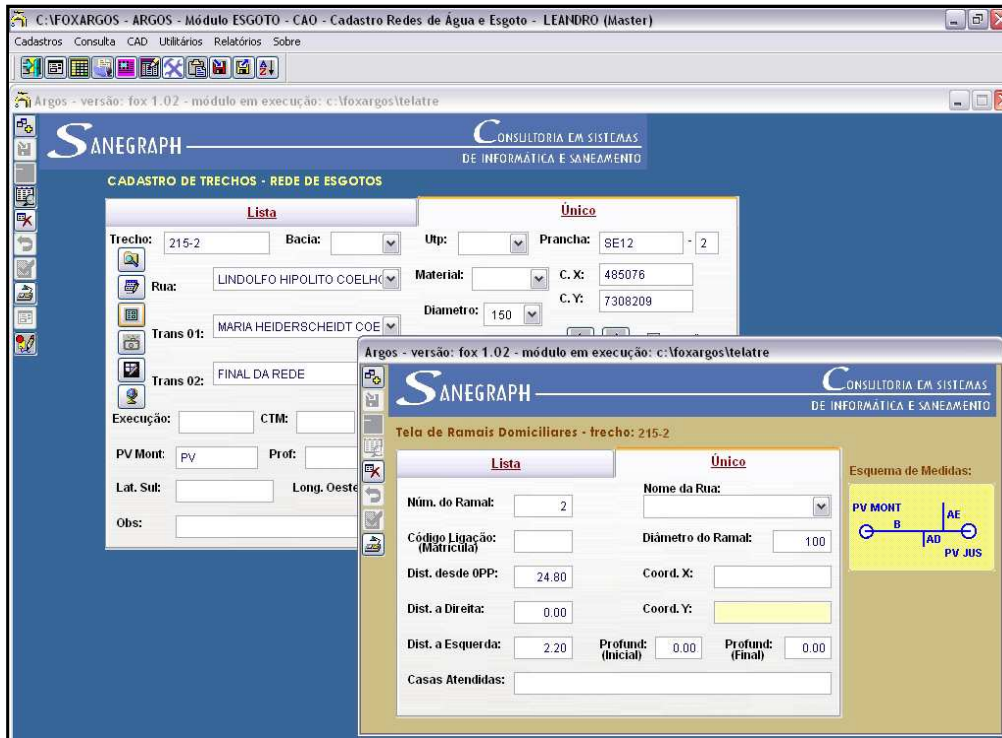 C:\FOXARGOS - ARGOS - Módulo ESGOTO - CAO - Cadastro Redes de Água e Esgoto - LEANDRO (Master)
Cadastros Consulta CAD Utilitários Relatórios Sobre
Argos - versão: fox 1.02 - módulo em execução: c:\foxargos\telatre
SANEGRAPH
CONSULTORIA EM SISTEMAS
DE INFORMÁTICA E SANEAMENTO
CADASTRO DE TRECHOS - REDE DE ESGOTOS
Lista Único
Trecho: 215-2 Bacia: Utp: Prancha: SE12 - 2
Rua: LINDOLFO HIPOLITO COELHO Material: C. X: 485076
Diametro: 150 C. Y: 7308209
Trans 01: MARIA HEIDERSCHEIDT COE
Trans 02: FINAL DA REDE
Execução: CTM:
PV Mont: PV Prof:
Lat. Sul: Long. Oeste
Obs:
Argos - versão: fox 1.02 - módulo em execução: c:\foxargos\telatre
SANEGRAPH
CONSULTORIA EM SISTEMAS
DE INFORMÁTICA E SANEAMENTO
Tela de Ramais Domiciliares - trecho: 215-2
Lista Único
Núm. do Ramal: 2 Nome da Rua:
Código Ligação: (Mátricula) Diâmetro do Ramal: 100
Dist. desde 0PP: 24.80 Coord. X:
Dist. a Direita: 0.00 Coord. Y:
Dist. a Esquerda: 2.20 Profund: (Inicial) 0.00 Profund: (Final) 0.00
Casas Atendidas:
Esquema de Medidas:
PV MONT
B
AE
AD
PV JUS